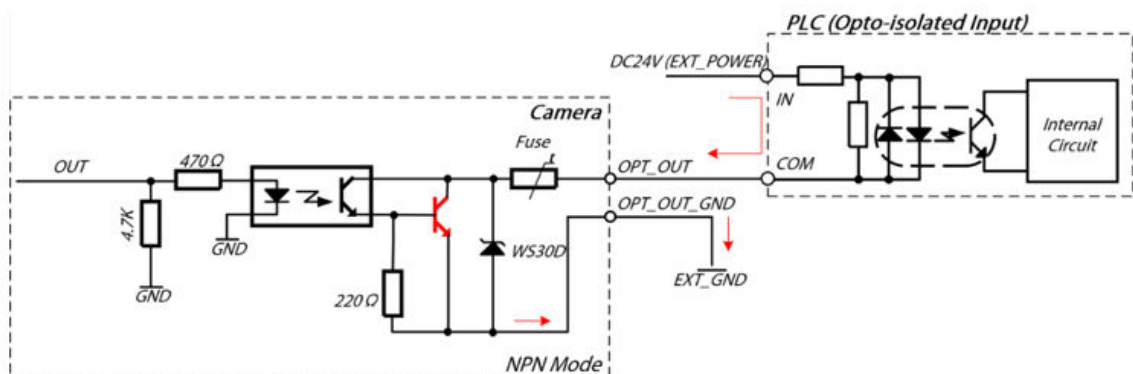 PLC (Opto-isolated Input)
DC24V (EXT_POWER)
IN
Camera
Fuse
t
Internal
Circuit
OUT
470Ω
OPT_OUT
COM
OPT_OUT_GND
4.7K
GND
WS30D
EXT_GND
GND
220Ω
NPN Mode